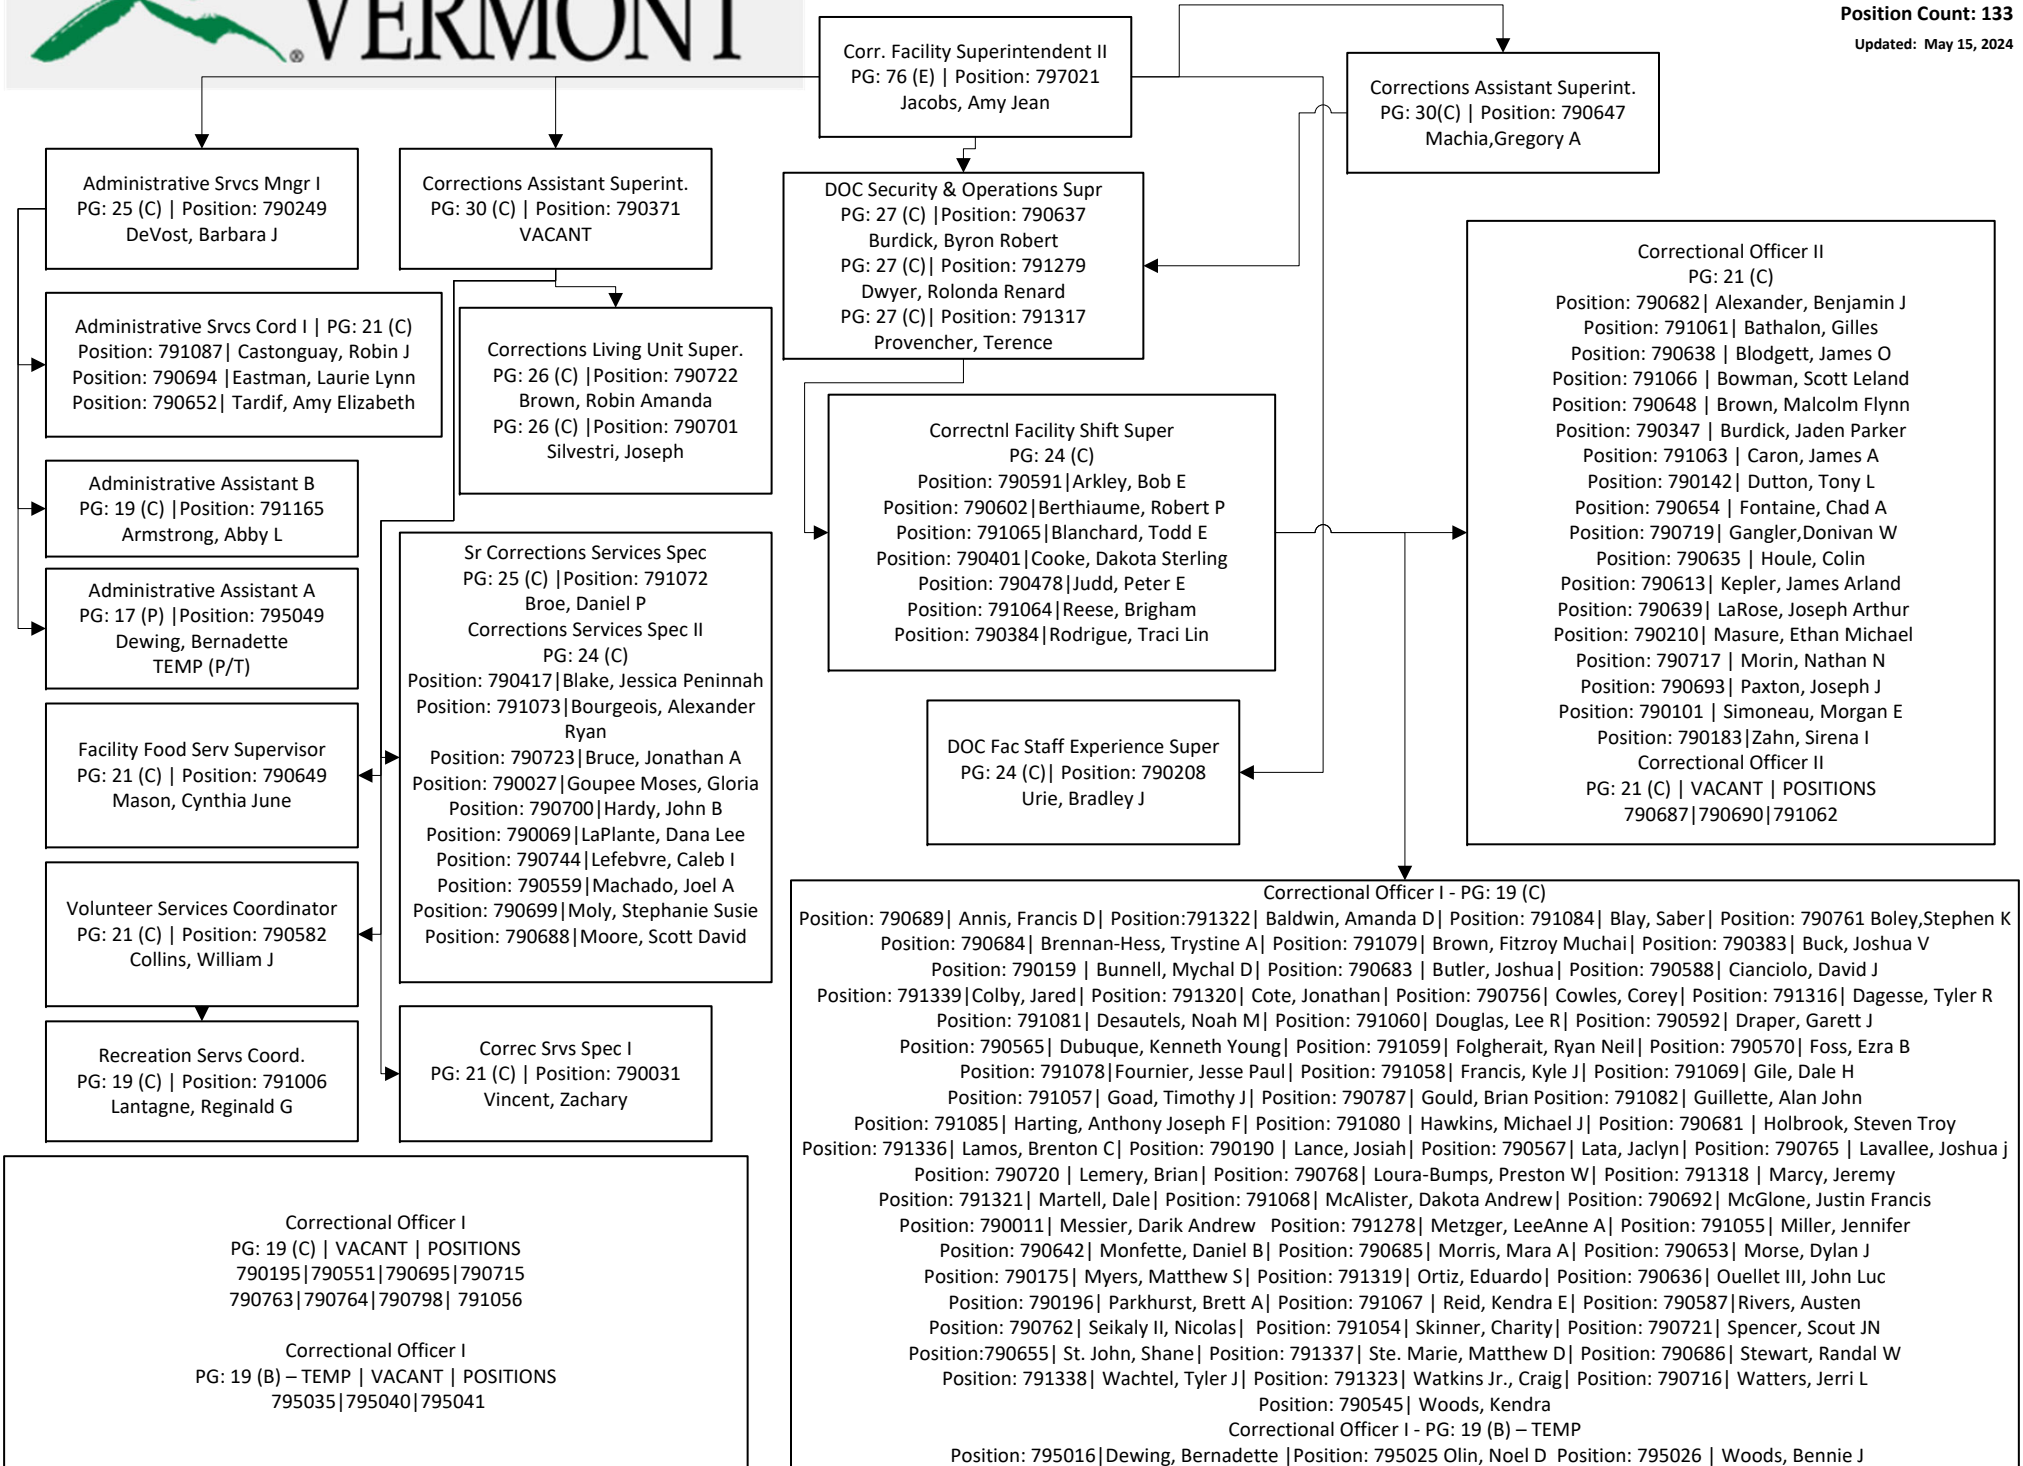 VERMONT
®
Position Count: 133
Updated: May 15, 2024
Corr. Facility Superintendent II
PG: 76 (E) | Position: 797021
Jacobs, Amy Jean
Corrections Assistant Superint.
PG: 30(C) | Position: 790647
Machia,Gregory A
Administrative Srvcs Mngr I
PG: 25 (C) | Position: 790249
DeVost, Barbara J
Corrections Assistant Superint.
PG: 30 (C) | Position: 790371
VACANT
DOC Security & Operations Supr
PG: 27 (C) |Position: 790637
Burdick, Byron Robert
PG: 27 (C)| Position: 791279
Dwyer, Rolonda Renard
PG: 27 (C)| Position: 791317
Provencher, Terence
Administrative Srvcs Cord I | PG: 21 (C)
Position: 791087| Castonguay, Robin J
Position: 790694 |Eastman, Laurie Lynn
Position: 790652| Tardif, Amy Elizabeth
Corrections Living Unit Super.
PG: 26 (C) |Position: 790722
Brown, Robin Amanda
PG: 26 (C) |Position: 790701
Silvestri, Joseph
Administrative Assistant B
PG: 19 (C) |Position: 791165
Armstrong, Abby L
Administrative Assistant A
PG: 17 (P) |Position: 795049
Dewing, Bernadette
TEMP (P/T)
Facility Food Serv Supervisor
PG: 21 (C) | Position: 790649
Mason, Cynthia June
Volunteer Services Coordinator
PG: 21 (C) | Position: 790582
Collins, William J
Recreation Servs Coord.
PG: 19 (C) | Position: 791006
Lantagne, Reginald G
Sr Corrections Services Spec
PG: 25 (C) |Position: 791072
Broe, Daniel P
Corrections Services Spec II
PG: 24 (C)
Position: 790417|Blake, Jessica Peninnah
Position: 791073|Bourgeois, Alexander
Ryan
Position: 790723|Bruce, Jonathan A
Position: 790027|Goupee Moses, Gloria
Position: 790700|Hardy, John B
Position: 790069|LaPlante, Dana Lee
Position: 790744|Lefebvre, Caleb I
Position: 790559|Machado, Joel A
Position: 790699|Moly, Stephanie Susie
Position: 790688|Moore, Scott David
Correc Srvs Spec I
PG: 21 (C) | Position: 790031
Vincent, Zachary
Correctnl Facility Shift Super
PG: 24 (C)
Position: 790591|Arkley, Bob E
Position: 790602|Berthiaume, Robert P
Position: 791065|Blanchard, Todd E
Position: 790401|Cooke, Dakota Sterling
Position: 790478|Judd, Peter E
Position: 791064|Reese, Brigham
Position: 790384|Rodrigue, Traci Lin
DOC Fac Staff Experience Super
PG: 24 (C)| Position: 790208
Urie, Bradley J
Correctional Officer II
PG: 21 (C)
Position: 790682| Alexander, Benjamin J
Position: 791061| Bathalon, Gilles
Position: 790638 | Blodgett, James O
Position: 791066 | Bowman, Scott Leland
Position: 790648 | Brown, Malcolm Flynn
Position: 790347 | Burdick, Jaden Parker
Position: 791063 | Caron, James A
Position: 790142 | Dutton, Tony L
Position: 790654 | Fontaine, Chad A
Position: 790719| Gangler,Donivan W
Position: 790635 | Houle, Colin
Position: 790613| Kepler, James Arland
Position: 790639| LaRose, Joseph Arthur
Position: 790210| Masure, Ethan Michael
Position: 790717 | Morin, Nathan N
Position: 790693| Paxton, Joseph J
Position: 790101 | Simoneau, Morgan E
Position: 790183|Zahn, Sirena I
Correctional Officer II
PG: 21 (C) | VACANT | POSITIONS
790687|790690|791062
Correctional Officer I
PG: 19 (C) | VACANT | POSITIONS
790195|790551|790695|790715
790763|790764|790798| 791056
Correctional Officer I
PG: 19 (B) – TEMP | VACANT | POSITIONS
795035|795040|795041
Correctional Officer I - PG: 19 (C)
Position: 790689| Annis, Francis D| Position:791322| Baldwin, Amanda D| Position: 791084| Blay, Saber| Position: 790761 Boley,Stephen K
Position: 790684| Brennan-Hess, Trystine A| Position: 791079| Brown, Fitzroy Muchai| Position: 790383| Buck, Joshua V
Position: 790159 | Bunnell, Mychal D| Position: 790683 | Butler, Joshua| Position: 790588| Cianciolo, David J
Position: 791339|Colby, Jared| Position: 791320| Cote, Jonathan| Position: 790756| Cowles, Corey| Position: 791316| Dagesse, Tyler R
Position: 791081| Desautels, Noah M| Position: 791060| Douglas, Lee R| Position: 790592| Draper, Garett J
Position: 790565| Dubuque, Kenneth Young| Position: 791059| Folgherait, Ryan Neil| Position: 790570| Foss, Ezra B
Position: 791078|Fournier, Jesse Paul| Position: 791058| Francis, Kyle J| Position: 791069| Gile, Dale H
Position: 791057| Goad, Timothy J| Position: 790787| Gould, Brian Position: 791082| Guillette, Alan John
Position: 791085| Harting, Anthony Joseph F| Position: 791080 | Hawkins, Michael J| Position: 790681 | Holbrook, Steven Troy
Position: 791336| Lamos, Brenton C| Position: 790190 | Lance, Josiah| Position: 790567| Lata, Jaclyn| Position: 790765 | Lavallee, Joshua j
Position: 790720 | Lemery, Brian| Position: 790768| Loura-Bumps, Preston W| Position: 791318 | Marcy, Jeremy
Position: 791321| Martell, Dale| Position: 791068| McAlister, Dakota Andrew| Position: 790692| McGlone, Justin Francis
Position: 790011| Messier, Darik Andrew Position: 791278| Metzger, LeeAnne A| Position: 791055| Miller, Jennifer
Position: 790642| Monfette, Daniel B| Position: 790685| Morris, Mara A| Position: 790653| Morse, Dylan J
Position: 790175| Myers, Matthew S| Position: 791319| Ortiz, Eduardo| Position: 790636| Ouellet III, John Luc
Position: 790196| Parkhurst, Brett A| Position: 791067 | Reid, Kendra E| Position: 790587|Rivers, Austen
Position: 790762| Seikaly II, Nicolas| Position: 791054| Skinner, Charity| Position: 790721| Spencer, Scout JN
Position:790655| St. John, Shane| Position: 791337| Ste. Marie, Matthew D| Position: 790686| Stewart, Randal W
Position: 791338| Wachtel, Tyler J| Position: 791323| Watkins Jr., Craig| Position: 790716| Watters, Jerri L
Position: 790545| Woods, Kendra
Correctional Officer I - PG: 19 (B) – TEMP
Position: 795016|Dewing, Bernadette |Position: 795025 Olin, Noel D Position: 795026 | Woods, Bennie J